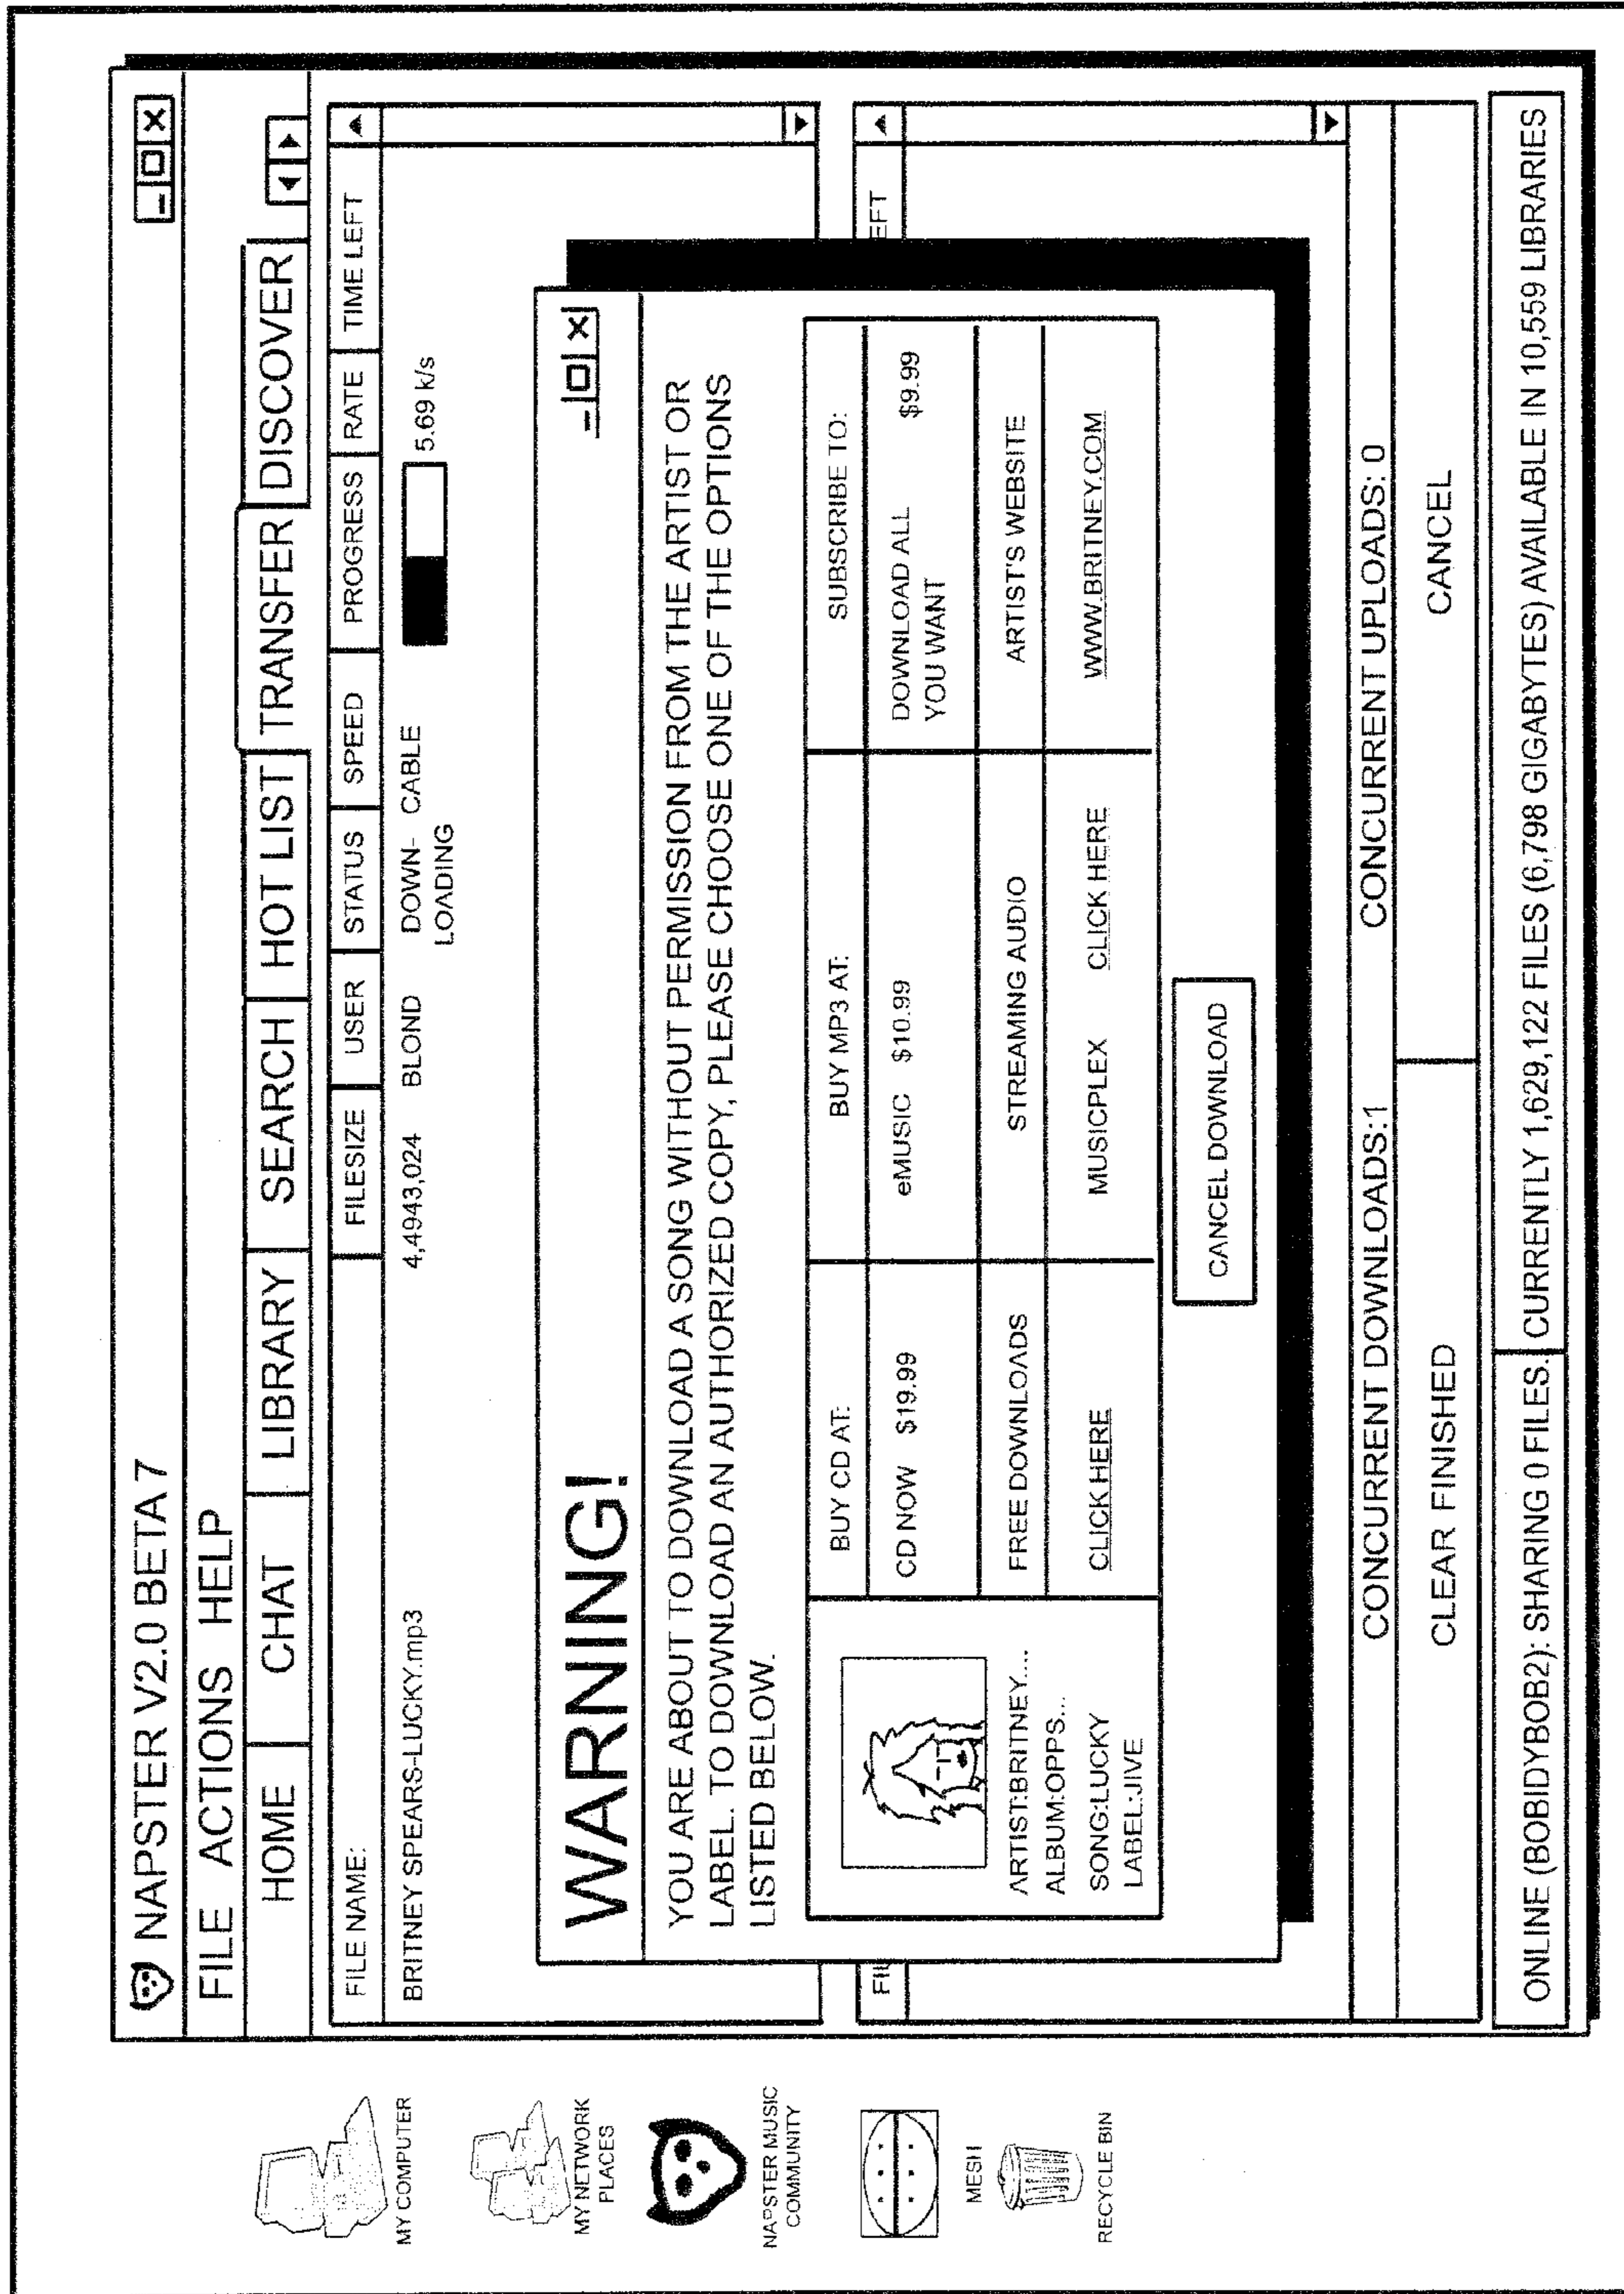 NAPSTER V2.0 BETA 7
FILE ACTIONS HELP
HOME CHAT LIBRARY SEARCH HOT LIST TRANSFER DISCOVER
FILE NAME: FILESIZE USER STATUS SPEED PROGRESS RATE TIME LEFT
BRITNEY SPEARS-LUCKY.mp3 4,4943,024 BLOND DOWN- CABLE 5.69 k/s
LOADING
WARNING!
YOU ARE ABOUT TO DOWNLOAD A SONG WITHOUT PERMISSION FROM THE ARTIST OR
LABEL. TO DOWNLOAD AN AUTHORIZED COPY, PLEASE CHOOSE ONE OF THE OPTIONS
LISTED BELOW.
BUY CD AT: BUY MP3 AT: SUBSCRIBE TO:
CD NOW $19.99 eMUSIC $10.99 DOWNLOAD ALL $9.99
YOU WANT
ARTIST:BRITNEY....
ALBUM:OPPS...
SONG:LUCKY
LABEL:JIVE
FREE DOWNLOADS STREAMING AUDIO ARTIST'S WEBSITE
CLICK HERE MUSICPLEX CLICK HERE WWW.BRITNEY.COM
CANCEL DOWNLOAD
FIL EFT
CONCURRENT DOWNLOADS:1 CONCURRENT UPLOADS: 0
CLEAR FINISHED CANCEL
ONLINE (BOBIDYBOB2): SHARING 0 FILES. CURRENTLY 1,629,122 FILES (6,798 GIGABYTES) AVAILABLE IN 10,559 LIBRARIES
MY COMPUTER
MY NETWORK
PLACES
NAPSTER MUSIC
COMMUNITY
MESH
RECYCLE BIN